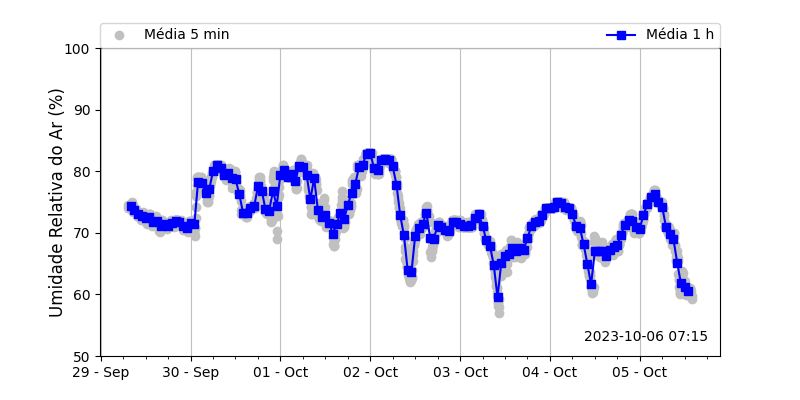 Média 5 min
Média 1 h
Umidade Relativa do Ar (%)
100
90
80
70
60
50
2023-10-06 07:15
29 - Sep
30 - Sep
01 - Oct
02 - Oct
03 - Oct
04 - Oct
05 - Oct